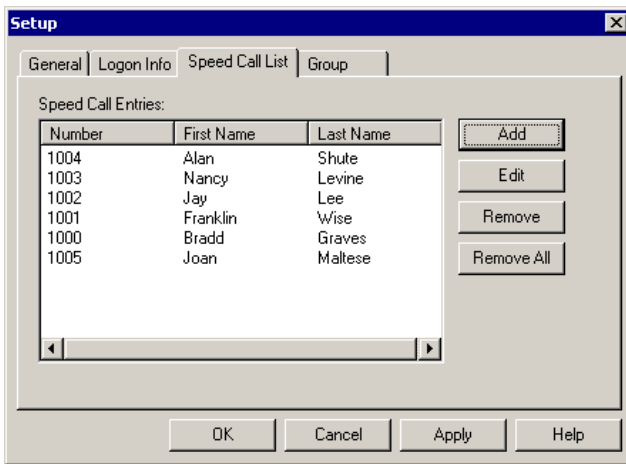 Setup
General Logon Info Speed Call List Group
Speed Call Entries:
Number First Name Last Name
1004 Alan Shute
1003 Nancy Levine
1002 Jay Lee
1001 Franklin Wise
1000 Bradd Graves
1005 Joan Maltese
Add
Edit
Remove
Remove All
OK Cancel Apply Help